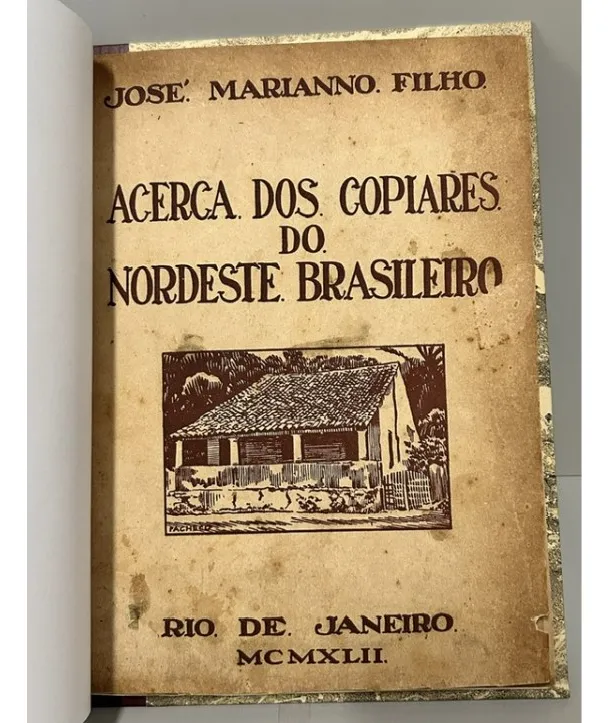 JOSÉ. MARIANNO. FILHO.
ACERCA. DOS. COPIARES.
DO.
NORDESTE. BRASILEIRO
PACHECO
RIO. DE. JANEIRO.
MCMXLII.